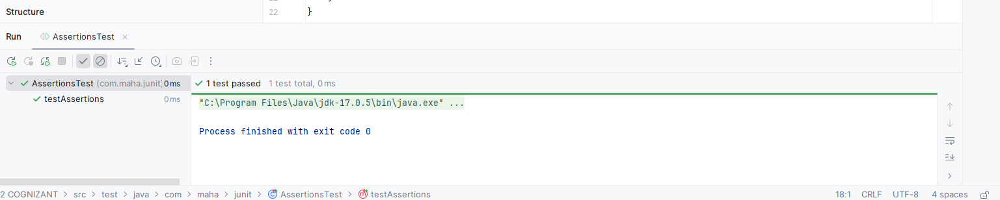 Structure
22 }
Run AssertionsTest
AssertionsTest (com.maha.junit) 0 ms
testAssertions 0 ms
1 test passed 1 test total, 0 ms
"C:\Program Files\Java\jdk-17.0.5\bin\java.exe" ...
Process finished with exit code 0
2 COGNIZANT > src > test > java > com > maha > junit > AssertionsTest > testAssertions
18:1 CRLF UTF-8 4 spaces